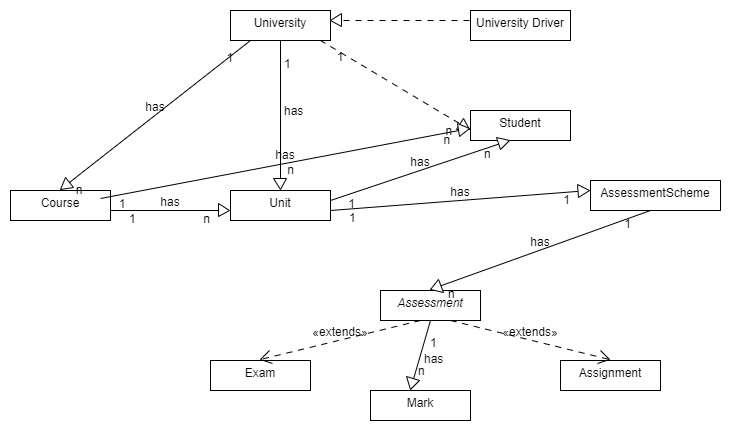 University
University Driver
1
1
1
has
has
Student
n
n
has
has
n
n
n
Course
Unit
has
AssessmentScheme
1
has
1
1
n
1
1
1
has
n
Assessment
«extends»
«extends»
1
has
n
Exam
Assignment
Mark